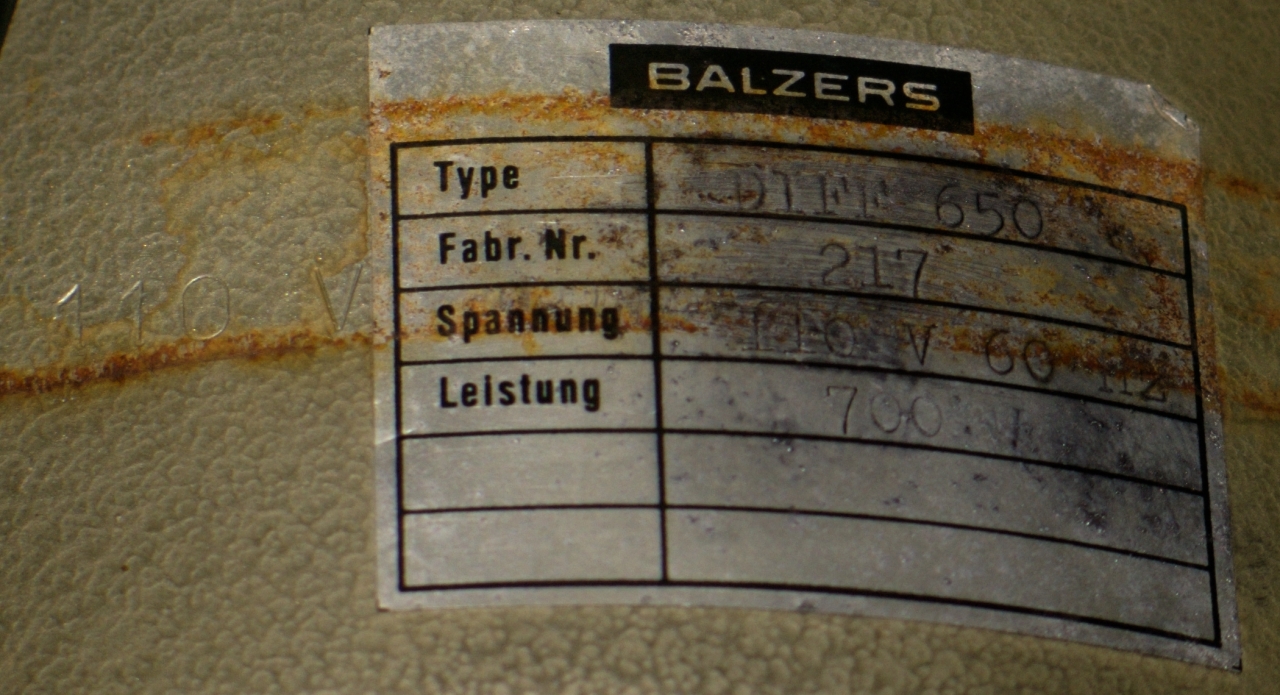 BALZERS
Type DIFF 650
Fabr. Nr. 217
110 V
Spannung 110 V 60 HZ
Leistung 700 W